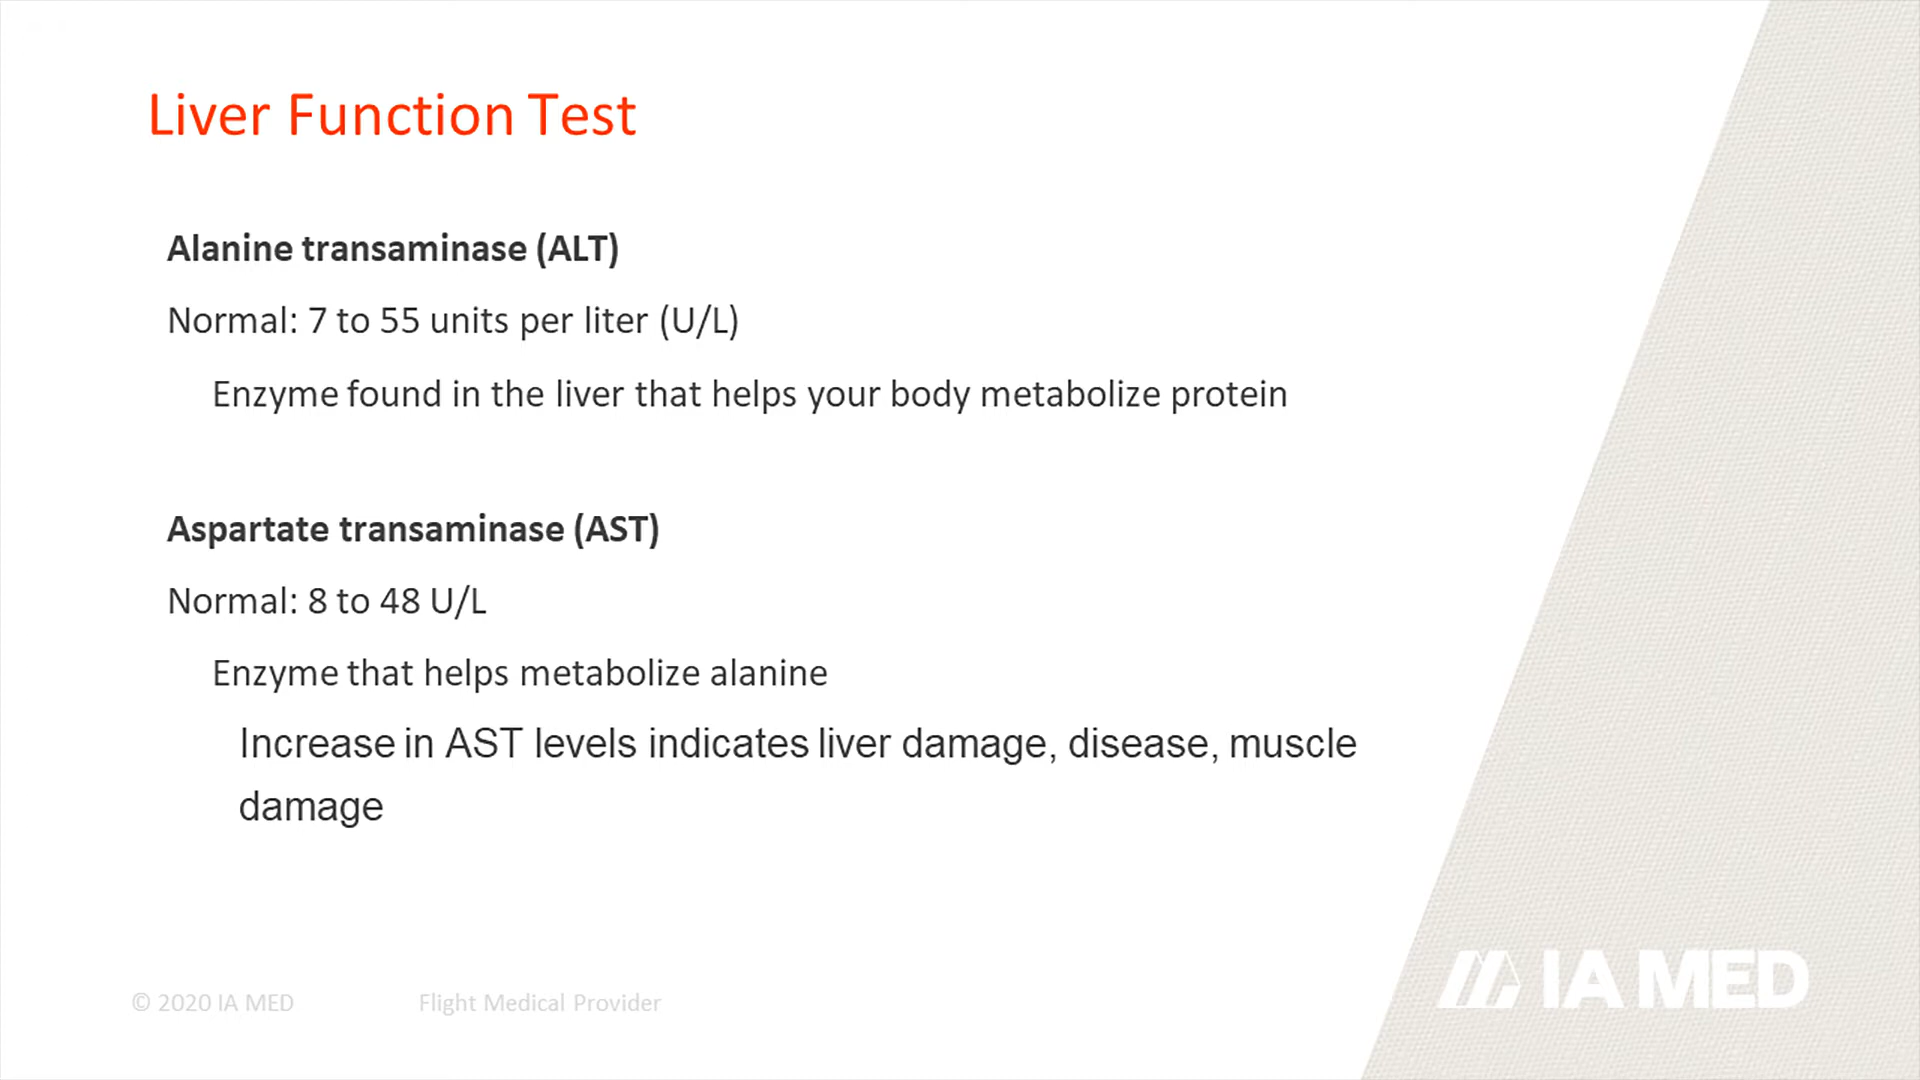 Liver Function Test
Alanine transaminase (ALT)
Normal: 7 to 55 units per liter (U/L)
Enzyme found in the liver that helps your body metabolize protein
Aspartate transaminase (AST)
Normal: 8 to 48 U/L
Enzyme that helps metabolize alanine
Increase in AST levels indicates liver damage, disease, muscle
damage
© 2020 IA MED
Flight Medical Provider
IA MED